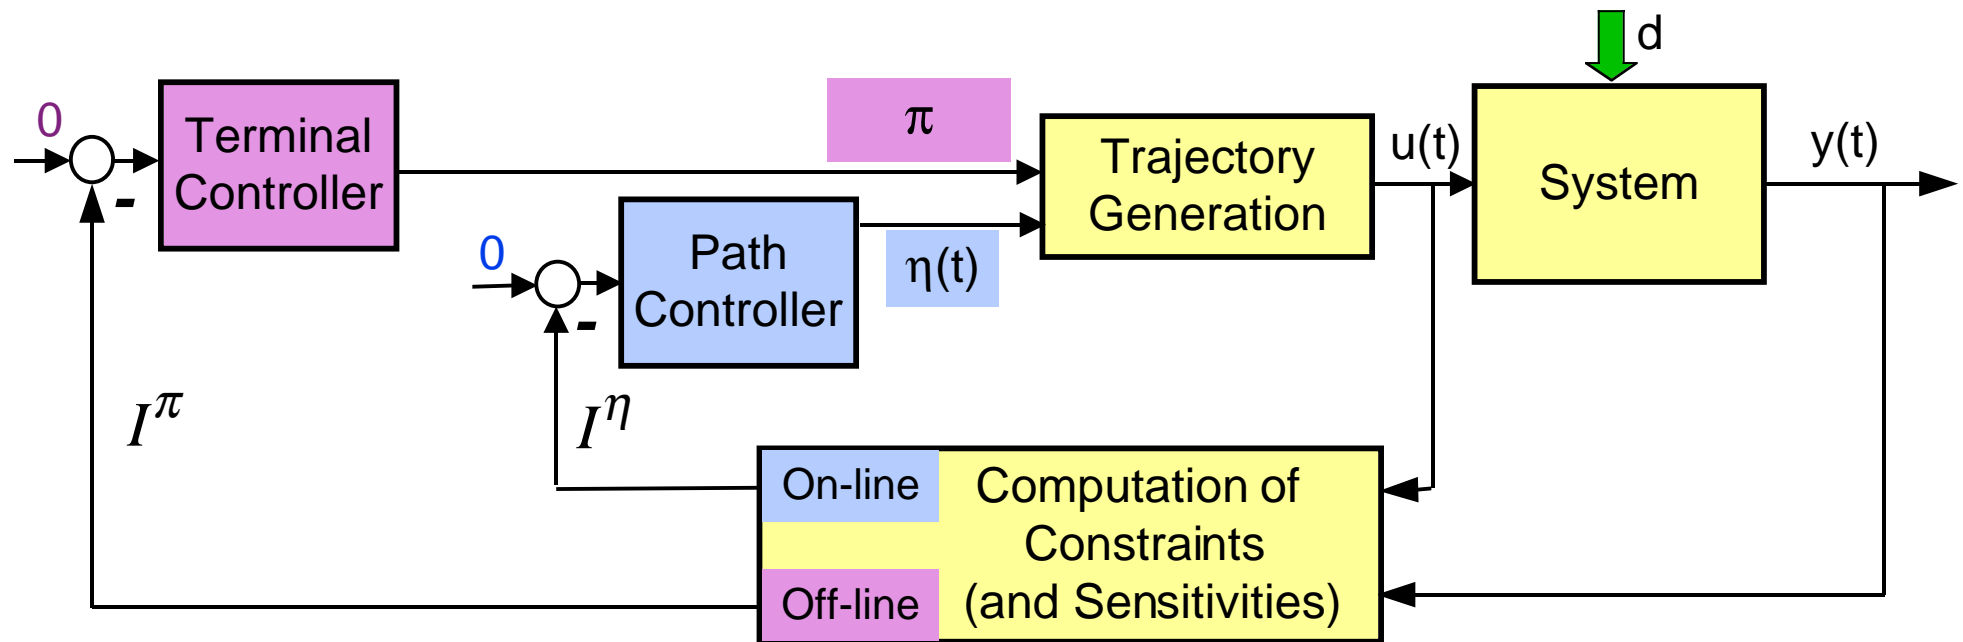 d
0
Terminal
Controller
-
π
Trajectory
Generation
u(t)
System
y(t)
0
Path
Controller
-
η(t)
I^π
I^η
On-line
Off-line
Computation of
Constraints
(and Sensitivities)